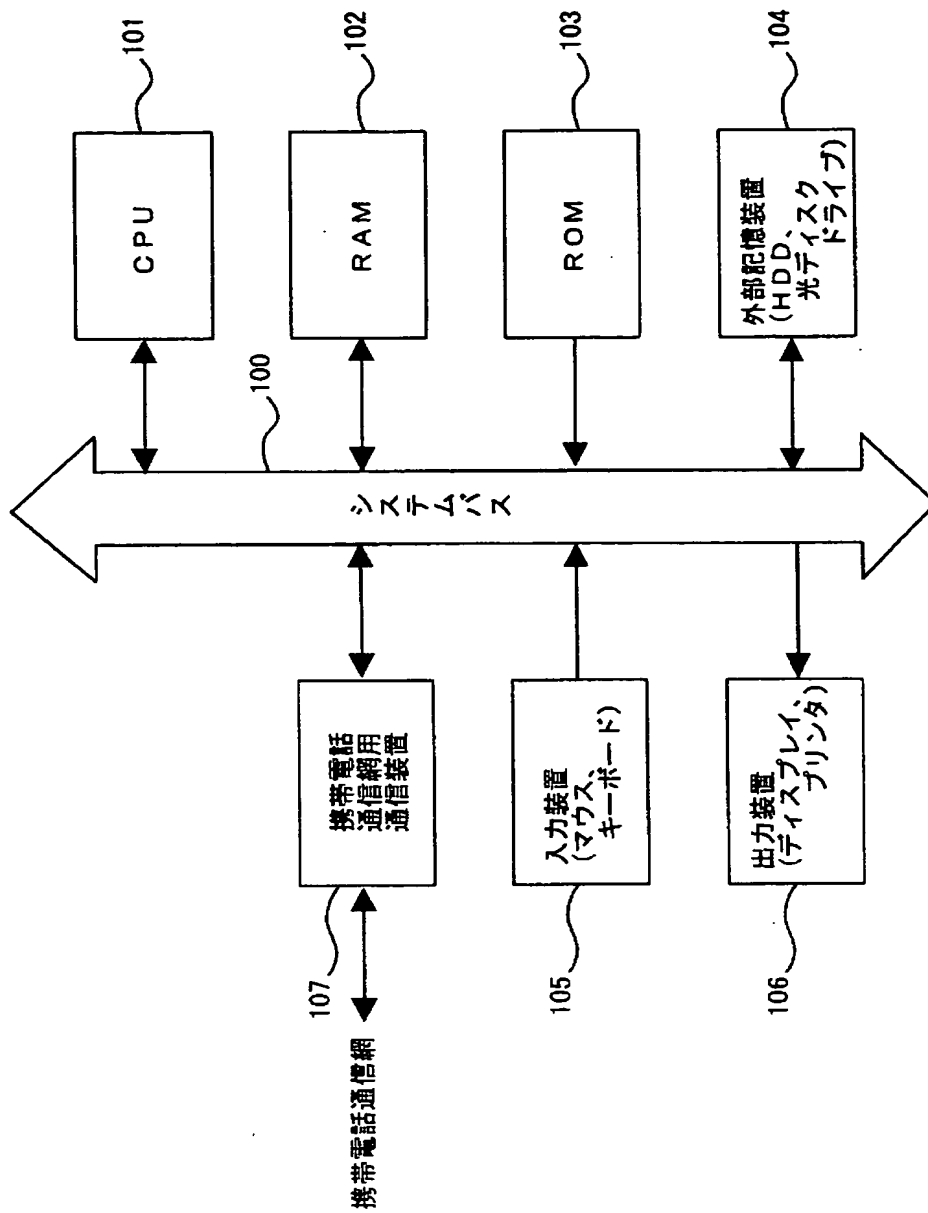 携帯電話通信網
107
携帯電話
通信網用
通信装置
105
入力装置
(マウス、
キーボード)
106
出力装置
(ディスプレイ、
プリンタ)
システムバス
100
CPU
101
RAM
102
ROM
103
外部記憶装置
(HDD、
光ディスク
ドライブ)
104